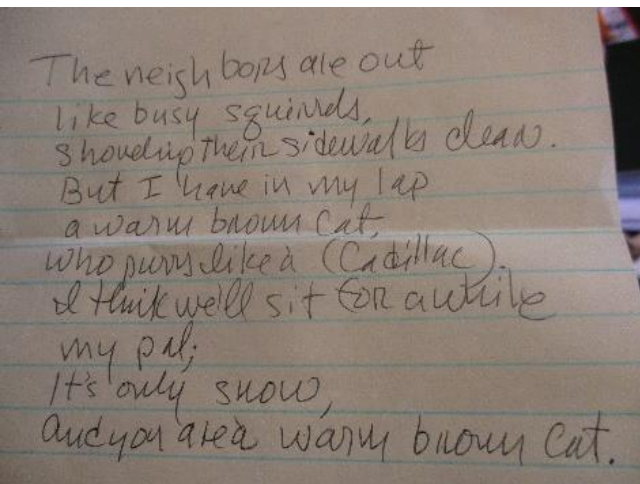 The neighbors are out
like busy squirrels,
shoveling their sidewalks clean.
But I have in my lap
a warm brown cat,
who purrs like a (Cadillac).
I think we'll sit for awhile
my pal;
It's only snow,
and you are a warm brown cat.